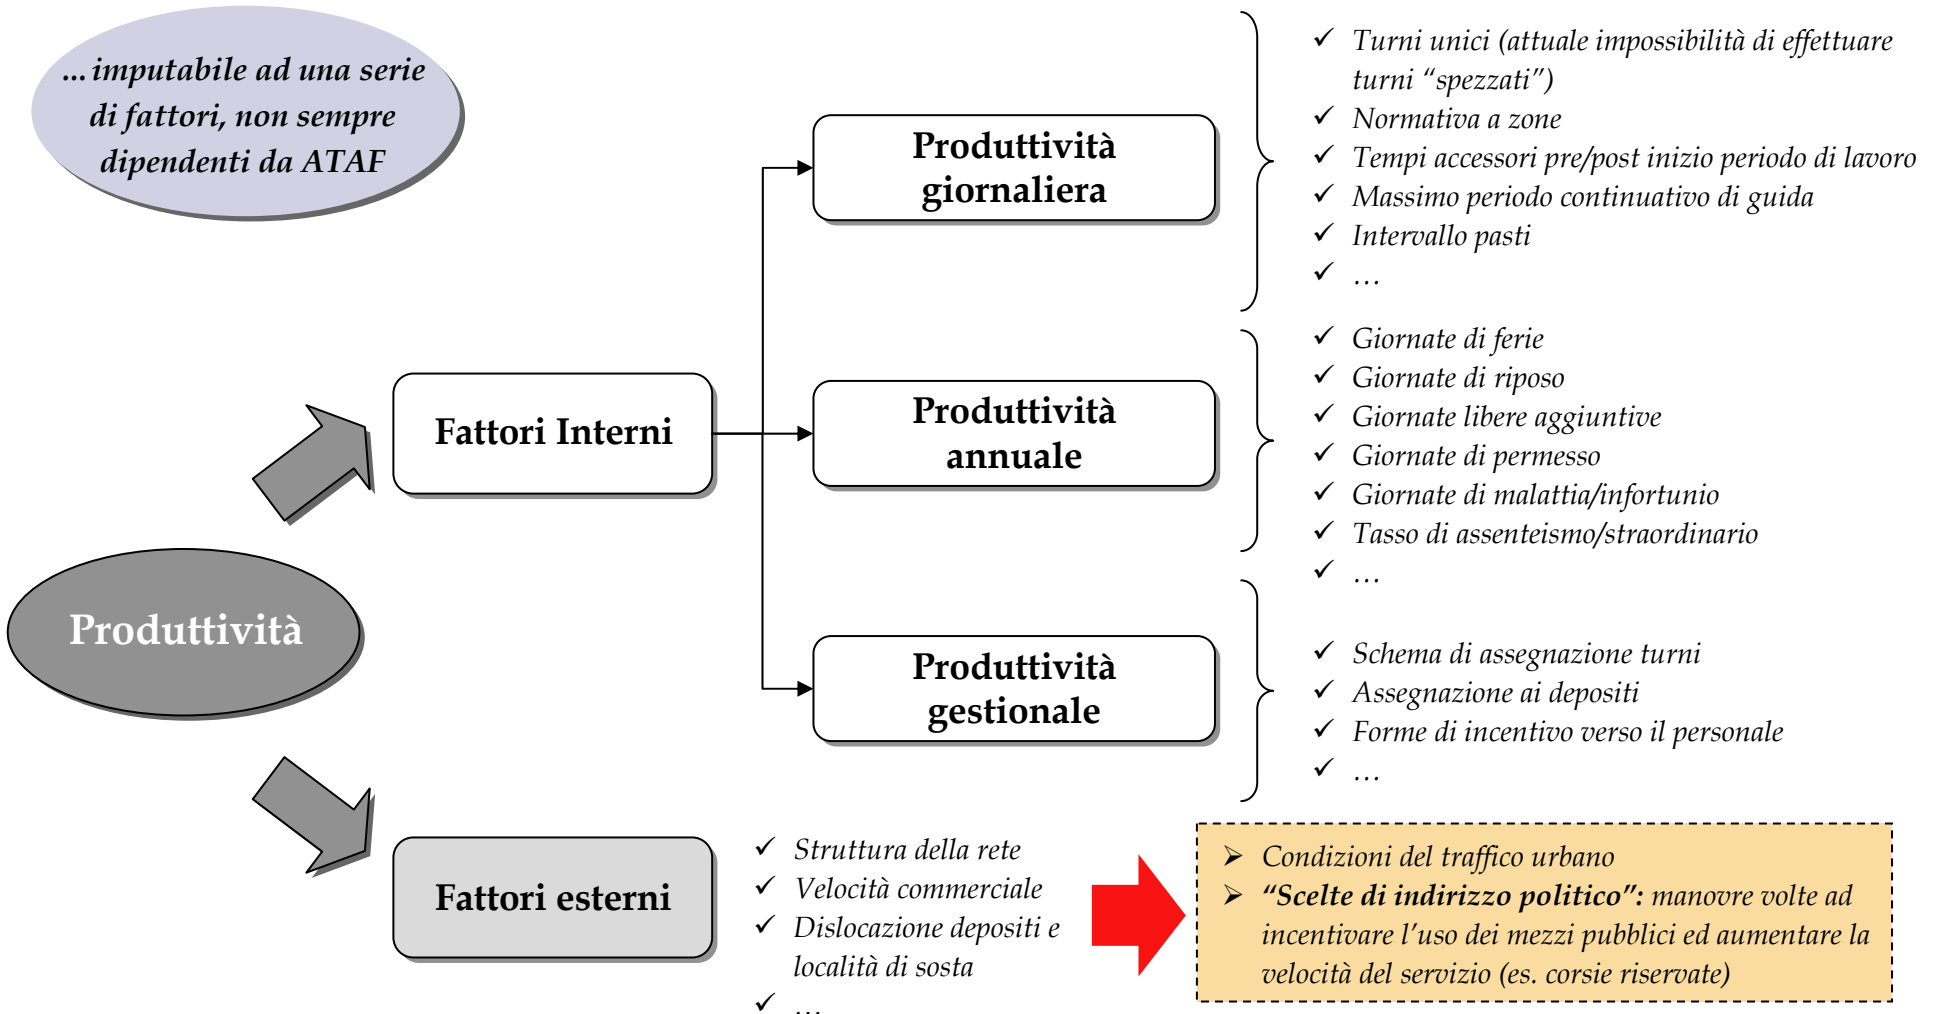 ...imputabile ad una serie
di fattori, non sempre
dipendenti da ATAF
Produttività
giornaliera
✓ Turni unici (attuale impossibilità di effettuare
turni “spezzati”)
✓ Normativa a zone
✓ Tempi accessori pre/post inizio periodo di lavoro
✓ Massimo periodo continuativo di guida
✓ Intervallo pasti
✓ …
Fattori Interni
Produttività
annuale
✓ Giornate di ferie
✓ Giornate di riposo
✓ Giornate libere aggiuntive
✓ Giornate di permesso
✓ Giornate di malattia/infortunio
✓ Tasso di assenteismo/straordinario
✓ …
Produttività
Produttività
gestionale
✓ Schema di assegnazione turni
✓ Assegnazione ai depositi
✓ Forme di incentivo verso il personale
✓ …
Fattori esterni
✓ Struttura della rete
✓ Velocità commerciale
✓ Dislocazione depositi e
località di sosta
✓ …
➢ Condizioni del traffico urbano
➢ “Scelte di indirizzo politico”: manovre volte ad
incentivare l’uso dei mezzi pubblici ed aumentare la
velocità del servizio (es. corsie riservate)